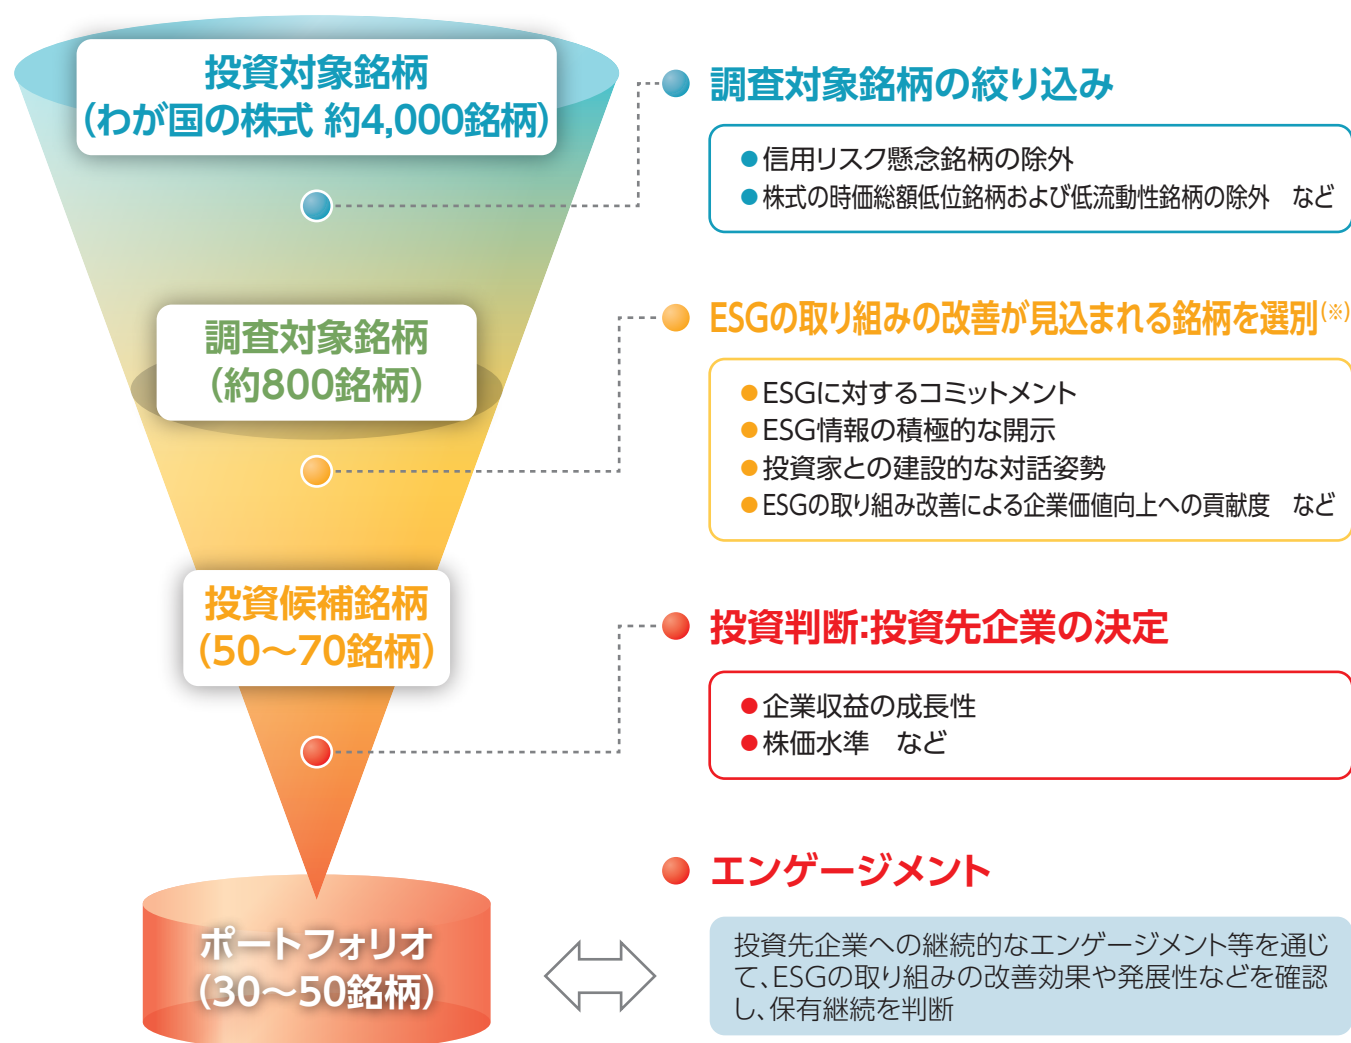 投資対象銘柄
（わが国の株式 約4,000銘柄）
調査対象銘柄の絞り込み
●信用リスク懸念銘柄の除外
●株式の時価総額低位銘柄および低流動性銘柄の除外　など
調査対象銘柄
（約800銘柄）
ESGの取り組みの改善が見込まれる銘柄を選別(※)
●ESGに対するコミットメント
●ESG情報の積極的な開示
●投資家との建設的な対話姿勢
●ESGの取り組み改善による企業価値向上への貢献度　など
投資候補銘柄
（50～70銘柄）
投資判断:投資先企業の決定
●企業収益の成長性
●株価水準　など
ポートフォリオ
（30～50銘柄）
エンゲージメント
投資先企業への継続的なエンゲージメント等を通じ
て、ESGの取り組みの改善効果や発展性などを確認
し、保有継続を判断